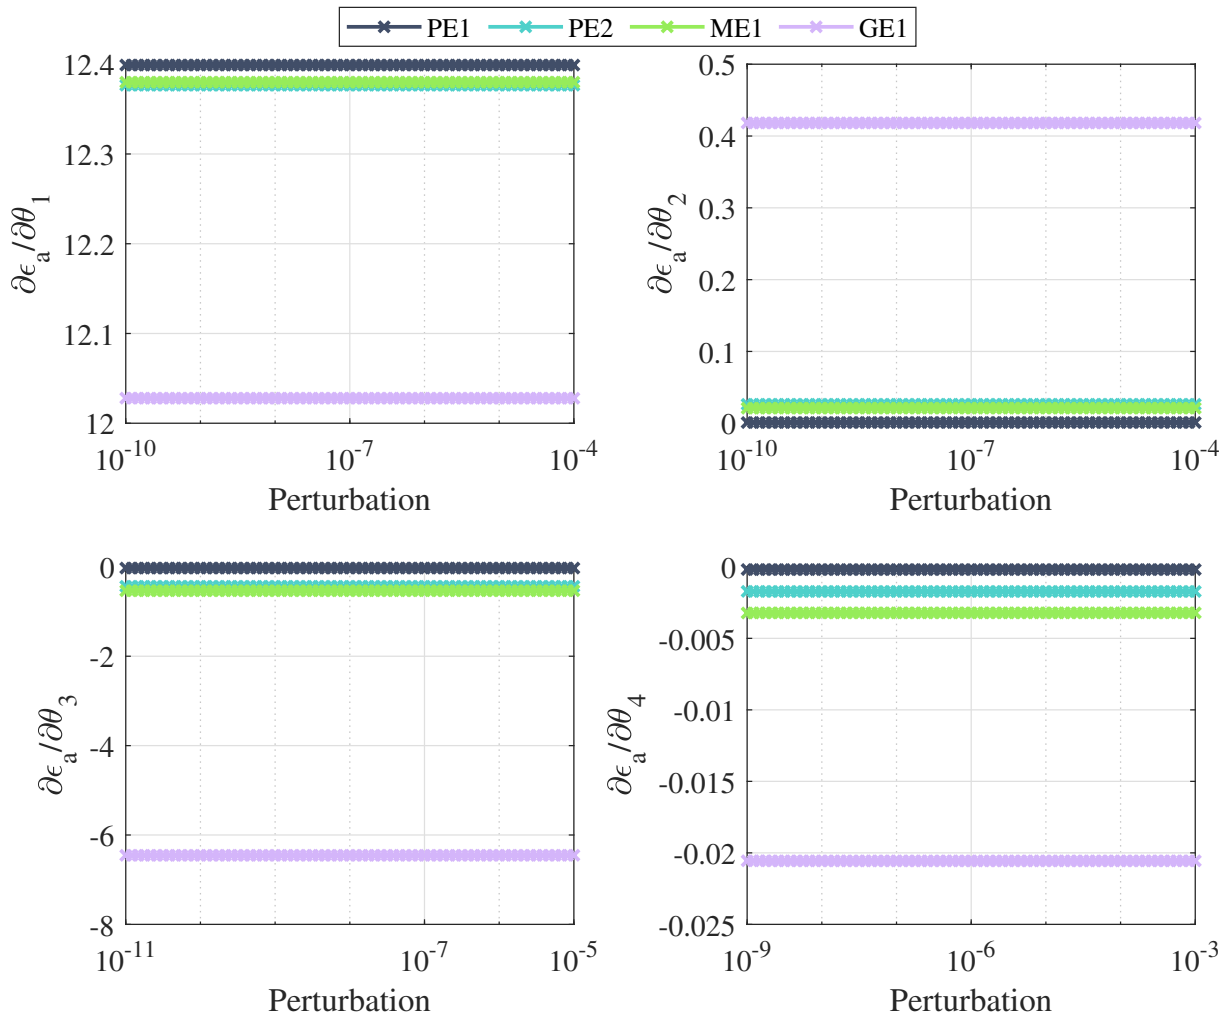 PE1 PE2 ME1 GE1
12.4
12.3
12.2
12.1
12
∂ϵa/∂θ1
10-10 10-7 10-4
Perturbation
0.5
0.4
0.3
0.2
0.1
0
∂ϵa/∂θ2
10-10 10-7 10-4
Perturbation
0
-2
-4
-6
-8
∂ϵa/∂θ3
10-11 10-7 10-5
Perturbation
0
-0.005
-0.01
-0.015
-0.02
-0.025
∂ϵa/∂θ4
10-9 10-6 10-3
Perturbation